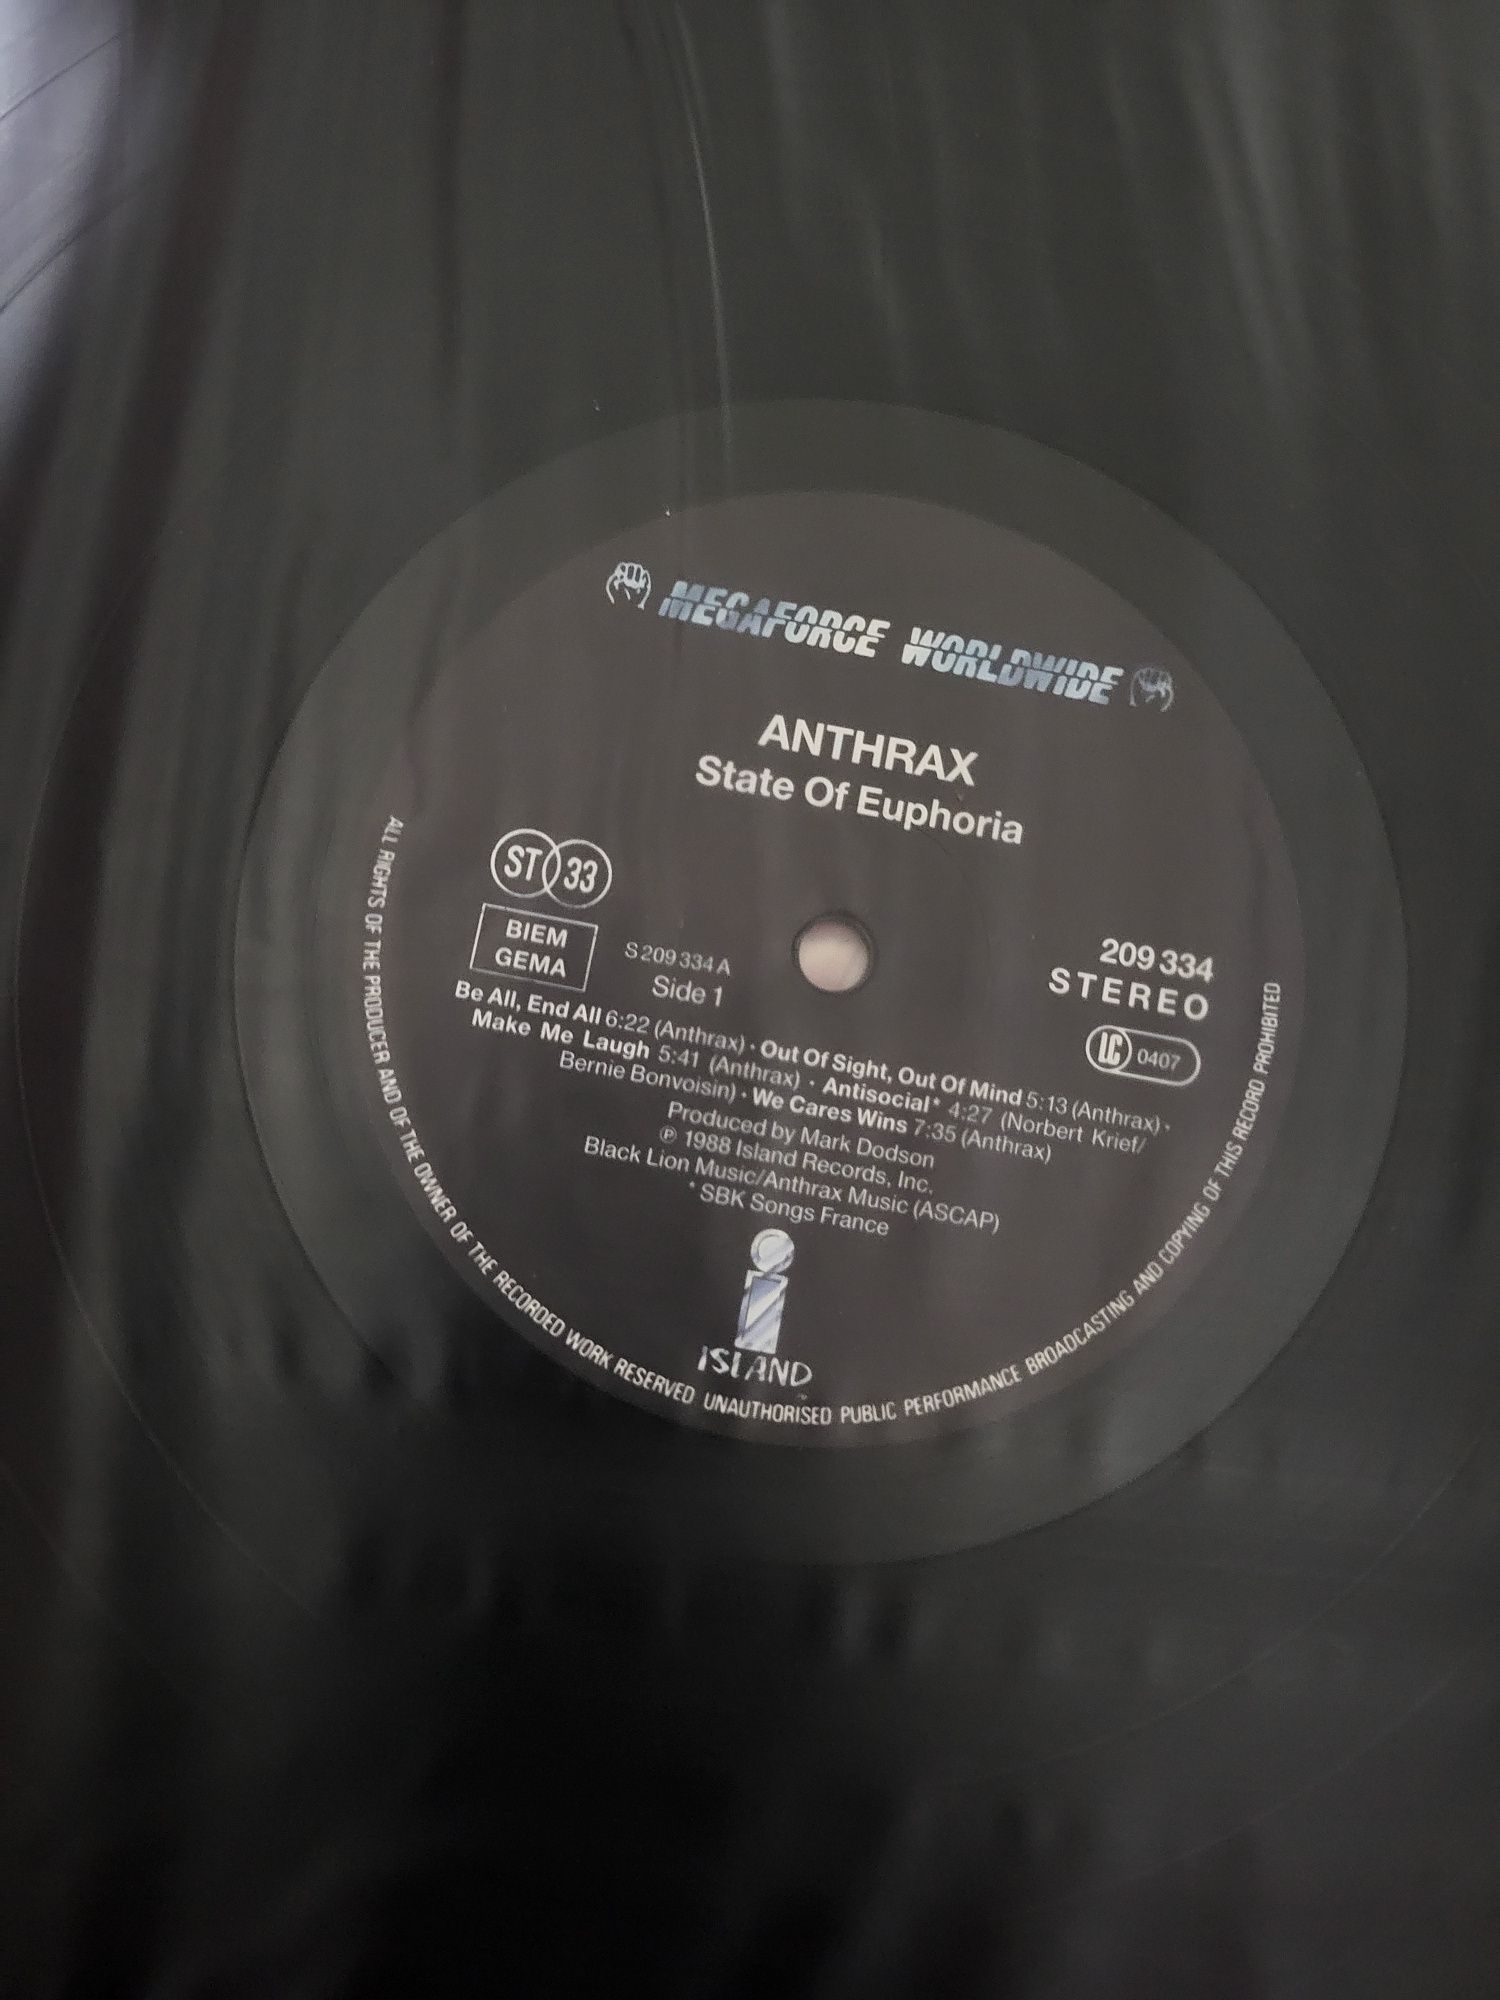 MEGAFORCE WORLDWIDE
ANTHRAX
State Of Euphoria
ST 33
BIEM
GEMA
S 209 334 A
Side 1
209 334
STEREO
LC 0407
Be All, End All 6:22 (Anthrax) · Out Of Sight, Out Of Mind 5:13 (Anthrax) ·
Make Me Laugh 5:41 (Anthrax) · Antisocial* 4:27 (Norbert Krief/
Bernie Bonvoisin) · We Cares Wins 7:35 (Anthrax)
Produced by Mark Dodson
℗ 1988 Island Records, Inc.
Black Lion Music/Anthrax Music (ASCAP)
* SBK Songs France
ISLAND
ALL RIGHTS OF THE PRODUCER AND OF THE OWNER OF THE RECORDED WORK RESERVED UNAUTHORISED PUBLIC PERFORMANCE BROADCASTING AND COPYING OF THIS RECORD PROHIBITED